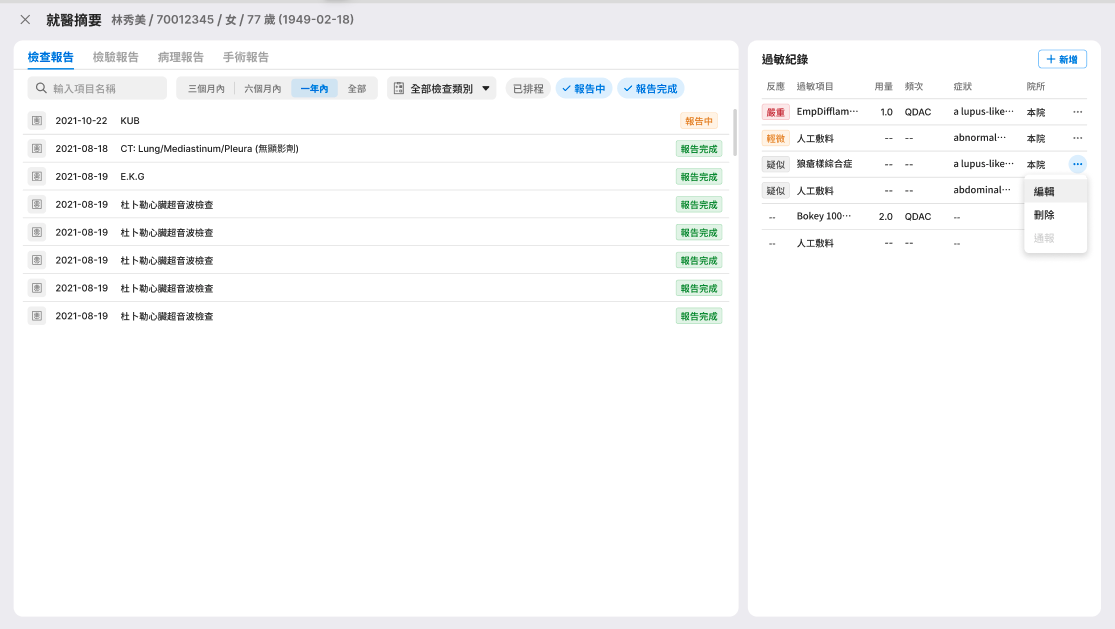 就醫摘要 林秀美 / 70012345 / 女 / 77 歲 (1949-02-18)
檢查報告 檢驗報告 病理報告 手術報告
輸入項目名稱 三個月內 六個月內 一年內 全部 全部檢查類別 已排程 報告中 報告完成
2021-10-22 KUB 報告中
2021-08-18 CT: Lung/Mediastinum/Pleura (無顯影劑) 報告完成
2021-08-19 E.K.G 報告完成
2021-08-19 杜卜勒心臟超音波檢查 報告完成
2021-08-19 杜卜勒心臟超音波檢查 報告完成
2021-08-19 杜卜勒心臟超音波檢查 報告完成
2021-08-19 杜卜勒心臟超音波檢查 報告完成
2021-08-19 杜卜勒心臟超音波檢查 報告完成
過敏紀錄 + 新增
反應 過敏項目 用量 頻次 症狀 院所
嚴重 EmpDifflam⋯ 1.0 QDAC a lupus-like⋯ 本院 ⋯
輕微 人工敷料 -- -- abnormal⋯ 本院 ⋯
疑似 狼瘡樣綜合症 -- -- a lupus-like⋯ 本院 ⋯
疑似 人工敷料 -- -- abdominal⋯
-- Bokey 100⋯ 2.0 QDAC --
-- 人工敷料 -- -- --
編輯
刪除
通報